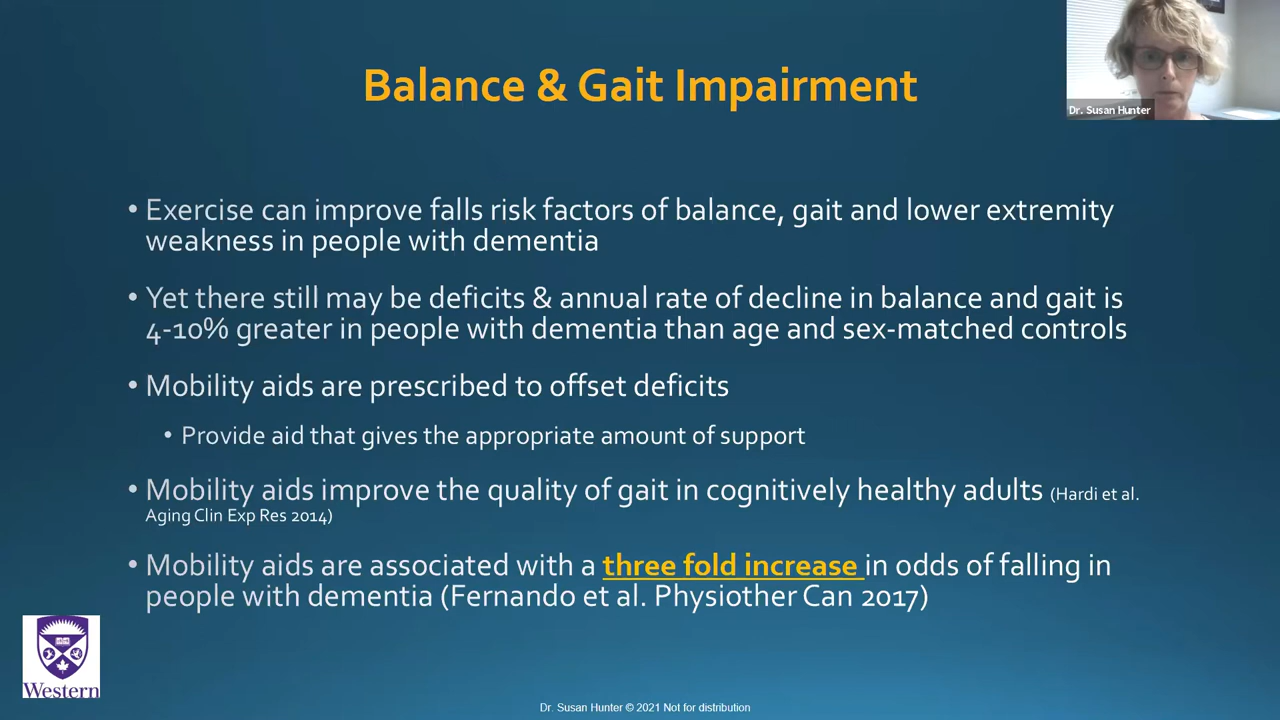 Balance & Gait Impairment
Dr. Susan Hunter
• Exercise can improve falls risk factors of balance, gait and lower extremity
weakness in people with dementia
• Yet there still may be deficits & annual rate of decline in balance and gait is
4-10% greater in people with dementia than age and sex-matched controls
• Mobility aids are prescribed to offset deficits
• Provide aid that gives the appropriate amount of support
• Mobility aids improve the quality of gait in cognitively healthy adults (Hardi et al.
Aging Clin Exp Res 2014)
• Mobility aids are associated with a three fold increase in odds of falling in
people with dementia (Fernando et al. Physiother Can 2017)
Western
Dr. Susan Hunter © 2021 Not for distribution